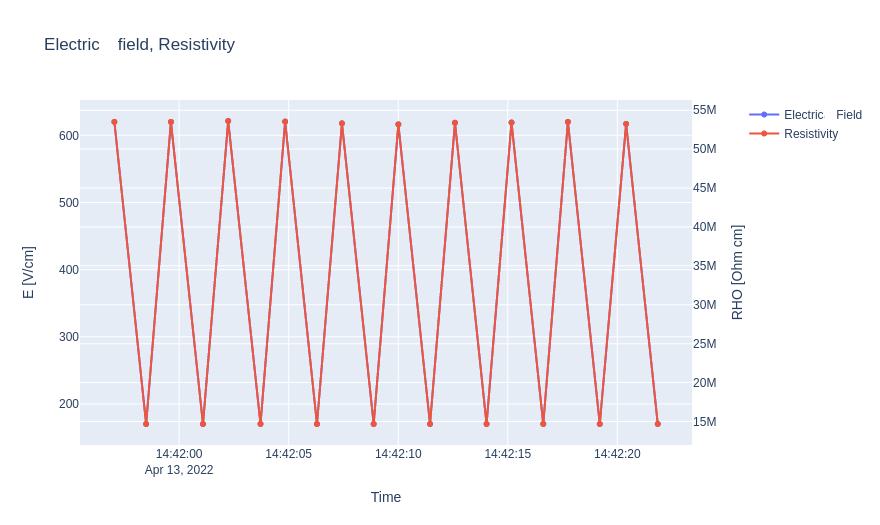 Electric field, Resistivity
Electric Field
Resistivity
E [V/cm]
600
500
400
300
200
55M
50M
45M
40M
35M
30M
25M
20M
15M
RHO [Ohm cm]
14:42:00
Apr 13, 2022
14:42:05
14:42:10
14:42:15
14:42:20
Time